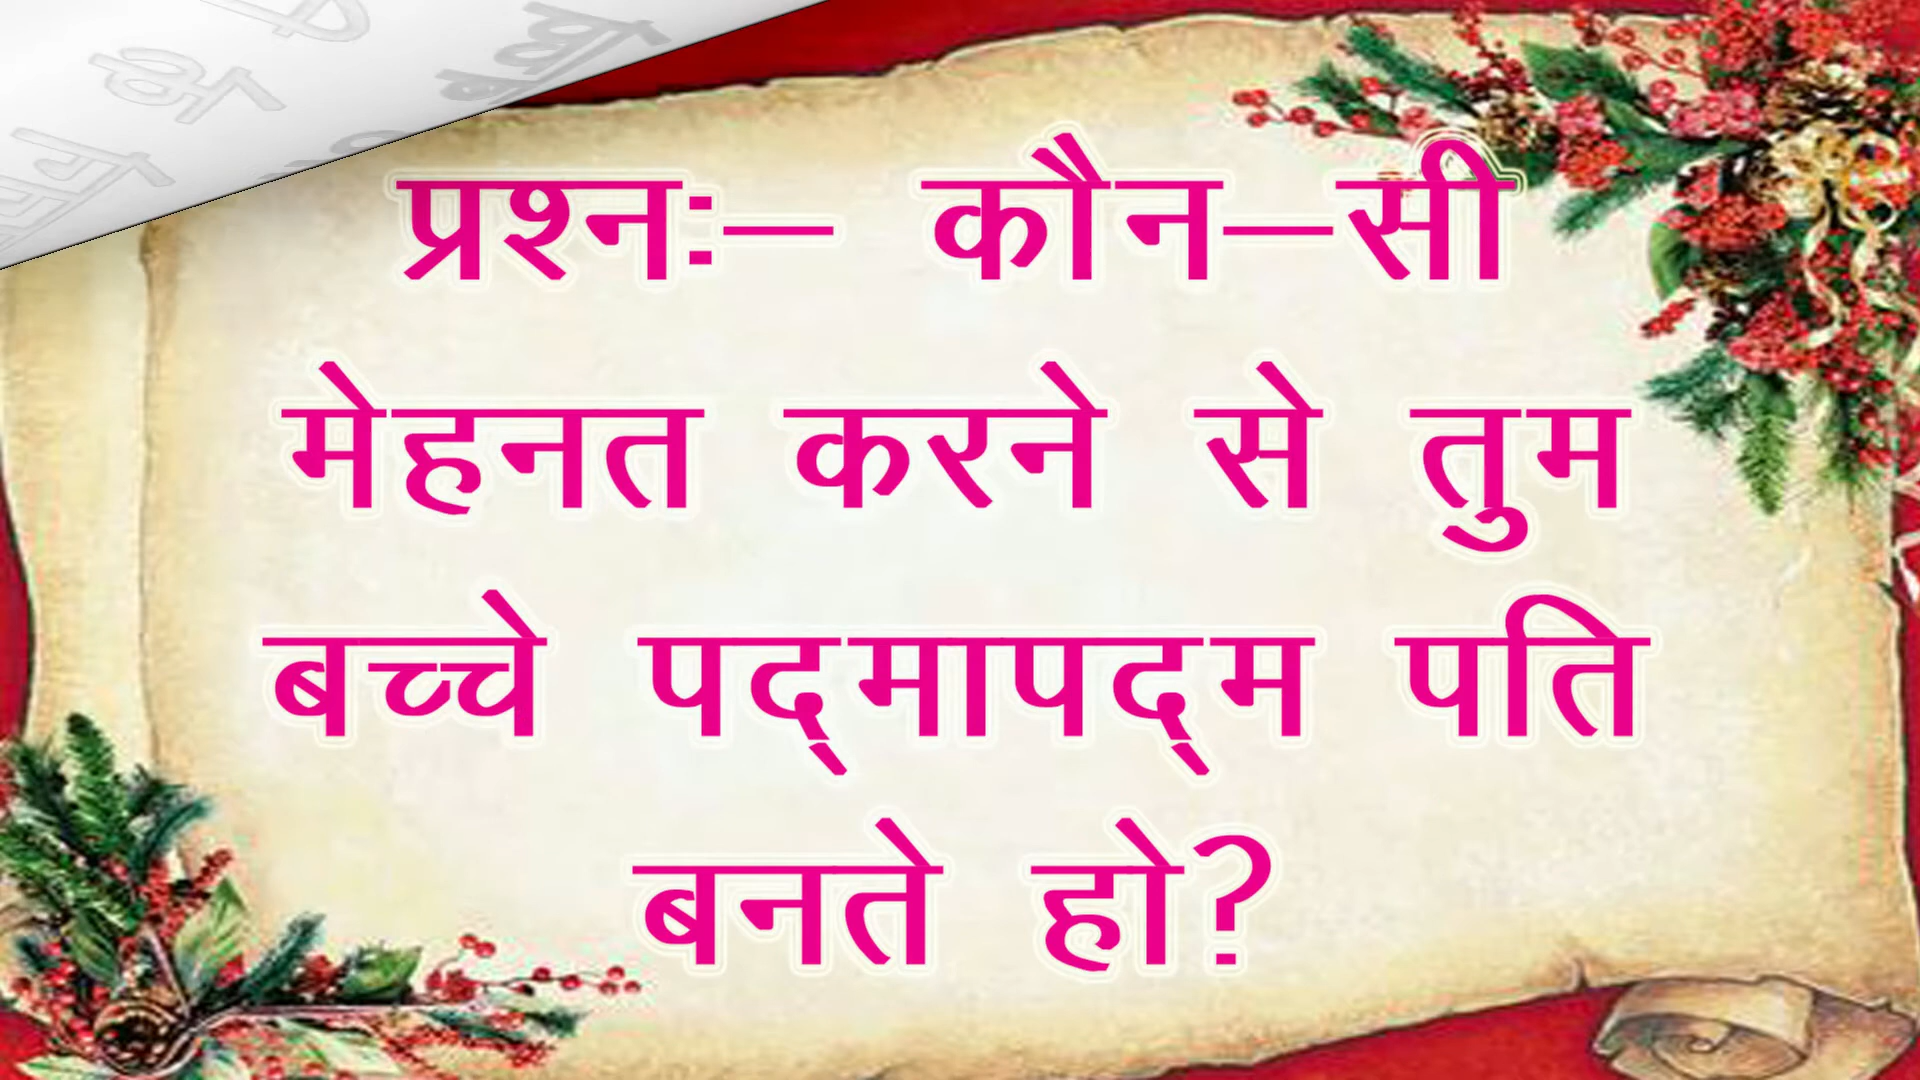 प्रश्नः– कौन–सी
मेहनत करने से तुम
बच्चे पद्‌मापद्‌म पति
बनते हो?